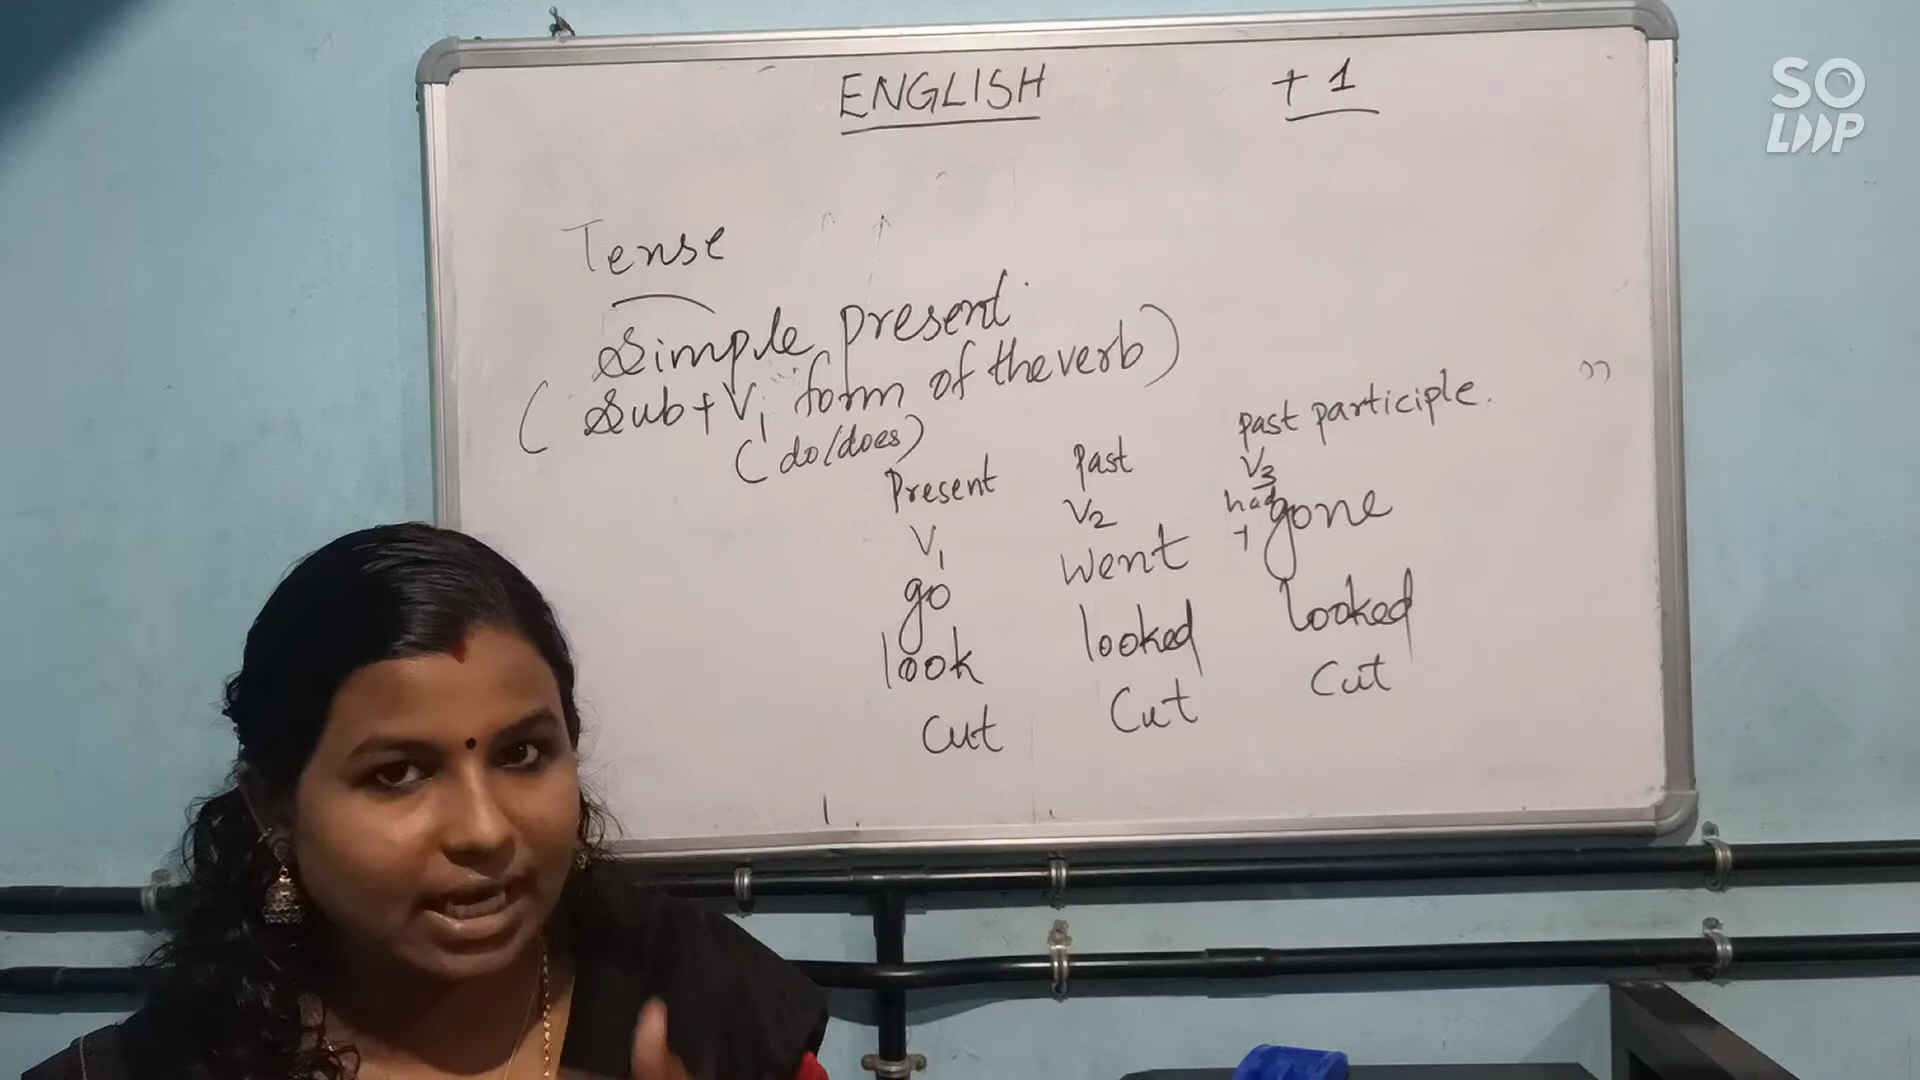 ENGLISH +1
SO
LOOP
Tense
Simple present
( Sub + V1 form of the verb )
( do/does )
Present Past Past participle.
V1 V2 V3
had +
go went gone
look looked looked
cut cut cut